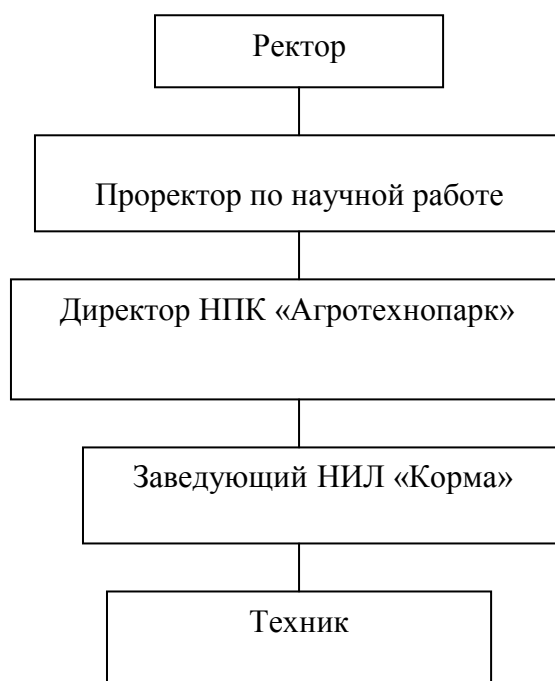 Ректор
Проректор по научной работе
Директор НПК «Агротехнопарк»
Заведующий НИЛ «Корма»
Техник